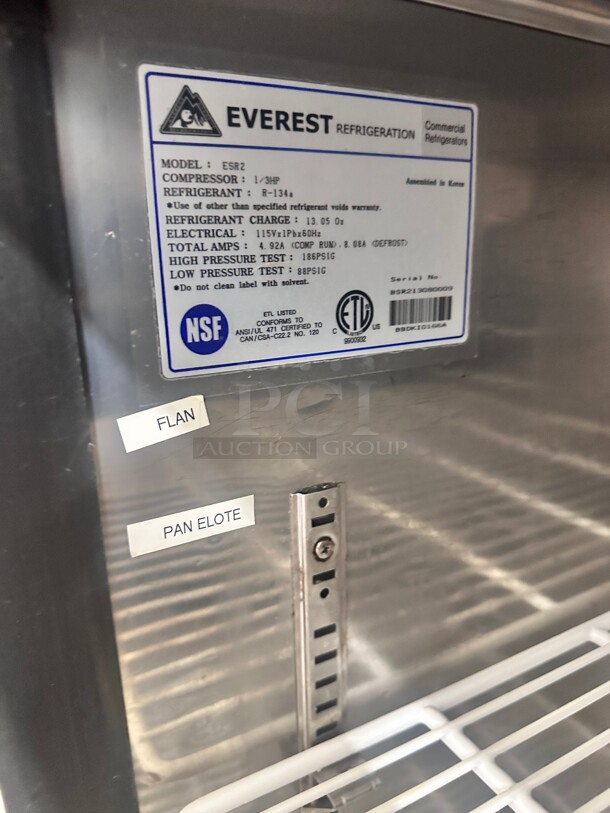 EVEREST REFRIGERATION
Commercial
Refrigerators
MODEL : ESR2
COMPRESSOR : 1/3HP
REFRIGERANT : R-134a
Assembled in Korea
*Use of other than specified refrigerant voids warranty.
REFRIGERANT CHARGE : 13.05 Oz
ELECTRICAL : 115Vx1Phx60Hz
TOTAL AMPS : 4.92A (COMP RUN), 8.08A (DEFROST)
HIGH PRESSURE TEST : 186PSIG
LOW PRESSURE TEST : 88PSIG
*Do not clean label with solvent.
Serial No.
NSF
ETL LISTED
CONFORMS TO
ANSI/UL 471 CERTIFIED TO
CAN/CSA-C22.2 NO. 120
C ETL US
9900932
FLAN
PCI
AUCTION GROUP
PAN ELOTE